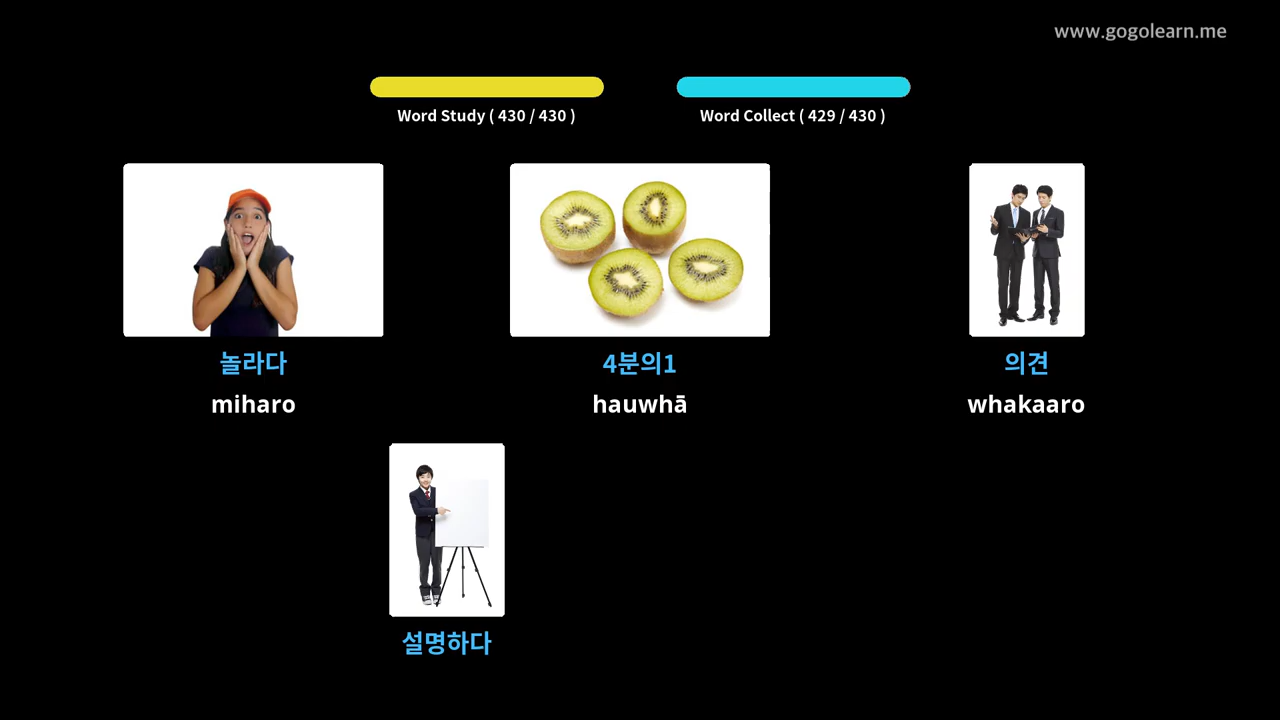 www.gogolearn.me
Word Study ( 430 / 430 )
Word Collect ( 429 / 430 )
놀라다
4분의1
의견
miharo
hauwhā
whakaaro
설명하다